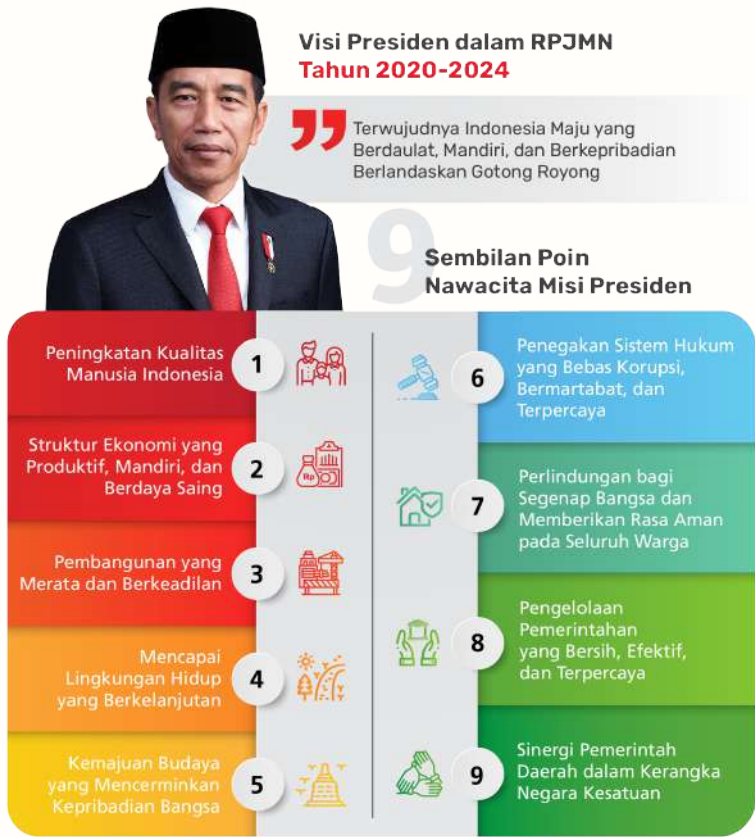 Visi Presiden dalam RPJMN
Tahun 2020-2024
Terwujudnya Indonesia Maju yang
Berdaulat, Mandiri, dan Berkepribadian
Berlandaskan Gotong Royong
9
Sembilan Poin
Nawacita Misi Presiden
Peningkatan Kualitas
Manusia Indonesia
1
Struktur Ekonomi yang
Produktif, Mandiri, dan
Berdaya Saing
2
Rp
Pembangunan yang
Merata dan Berkeadilan
3
Mencapai
Lingkungan Hidup
yang Berkelanjutan
4
Kemajuan Budaya
yang Mencerminkan
Kepribadian Bangsa
5
6
Penegakan Sistem Hukum
yang Bebas Korupsi,
Bermartabat, dan
Terpercaya
7
Perlindungan bagi
Segenap Bangsa dan
Memberikan Rasa Aman
pada Seluruh Warga
8
Pengelolaan
Pemerintahan
yang Bersih, Efektif,
dan Terpercaya
9
Sinergi Pemerintah
Daerah dalam Kerangka
Negara Kesatuan